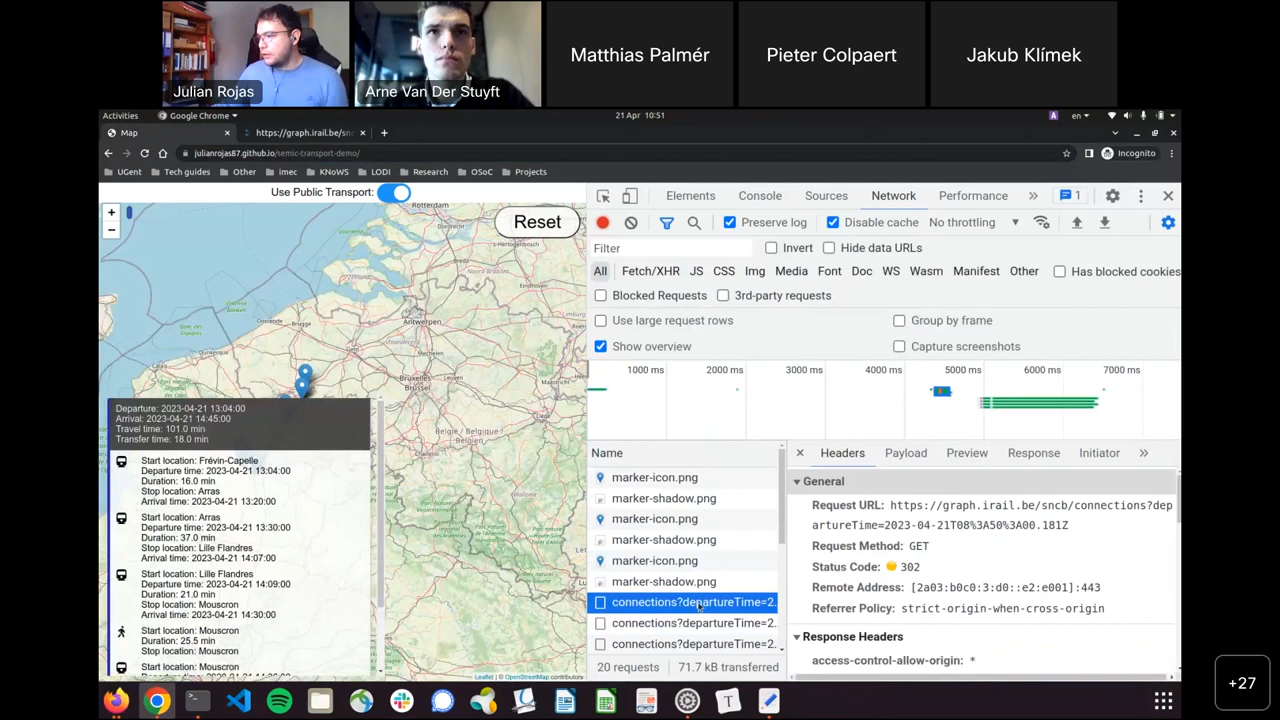 Julian Rojas
Arne Van Der Stuyft
Matthias Palmér
Pieter Colpaert
Jakub Klímek
Activities
Google Chrome
21 Apr 10:51
en
Map
https://graph.irail.be/snc
julianrojas87.github.io/semic-transport-demo/
Incognito
UGent
Tech guides
Other
imec
KNoWS
LODI
Research
OSoC
Projects
Use Public Transport:
Reset
+
−
Rotterdam
Antwerpen
Brugge
Oostende
Dunkerque
Calais
Mechelen
Bruxelles
Brussel
Leuven
België / Belgique
/ Belgien
Charleroi
Eindhoven
Maastricht
Departure: 2023-04-21 13:04:00
Arrival: 2023-04-21 14:45:00
Travel time: 101.0 min
Transfer time: 18.0 min
Start location: Frévin-Capelle
Departure time: 2023-04-21 13:04:00
Duration: 16.0 min
Stop location: Arras
Arrival time: 2023-04-21 13:20:00
Start location: Arras
Departure time: 2023-04-21 13:30:00
Duration: 37.0 min
Stop location: Lille Flandres
Arrival time: 2023-04-21 14:07:00
Start location: Lille Flandres
Departure time: 2023-04-21 14:09:00
Duration: 21.0 min
Stop location: Mouscron
Arrival time: 2023-04-21 14:30:00
Start location: Mouscron
Duration: 25.5 min
Stop location: Mouscron
Start location: Mouscron
Leaflet | © OpenStreetMap contributors
Elements
Console
Sources
Network
Performance
1
Preserve log
Disable cache
No throttling
Filter
Invert
Hide data URLs
All
Fetch/XHR
JS
CSS
Img
Media
Font
Doc
WS
Wasm
Manifest
Other
Has blocked cookies
Blocked Requests
3rd-party requests
Use large request rows
Group by frame
Show overview
Capture screenshots
1000 ms
2000 ms
3000 ms
4000 ms
5000 ms
6000 ms
7000 ms
Name
marker-icon.png
marker-shadow.png
marker-icon.png
marker-shadow.png
marker-icon.png
marker-shadow.png
connections?departureTime=2.
connections?departureTime=2.
connections?departureTime=2.
20 requests
71.7 kB transferred
Headers
Payload
Preview
Response
Initiator
General
Request URL: https://graph.irail.be/sncb/connections?dep
artureTime=2023-04-21T08%3A50%3A00.181Z
Request Method: GET
Status Code: 302
Remote Address: [2a03:b0c0:3:d0::e2:e001]:443
Referrer Policy: strict-origin-when-cross-origin
Response Headers
access-control-allow-origin: *
+27